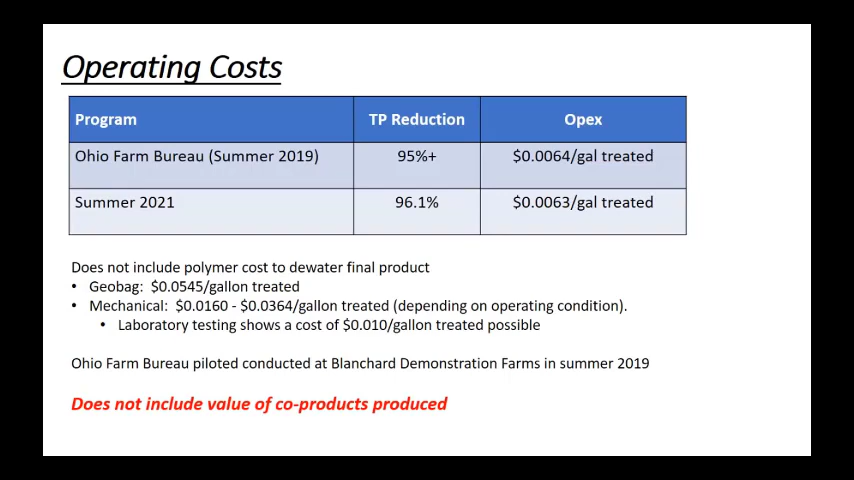 Operating Costs
Program TP Reduction Opex
Ohio Farm Bureau (Summer 2019) 95%+ $0.0064/gal treated
Summer 2021 96.1% $0.0063/gal treated
Does not include polymer cost to dewater final product
• Geobag: $0.0545/gallon treated
• Mechanical: $0.0160 - $0.0364/gallon treated (depending on operating condition).
• Laboratory testing shows a cost of $0.010/gallon treated possible
Ohio Farm Bureau piloted conducted at Blanchard Demonstration Farms in summer 2019
Does not include value of co-products produced